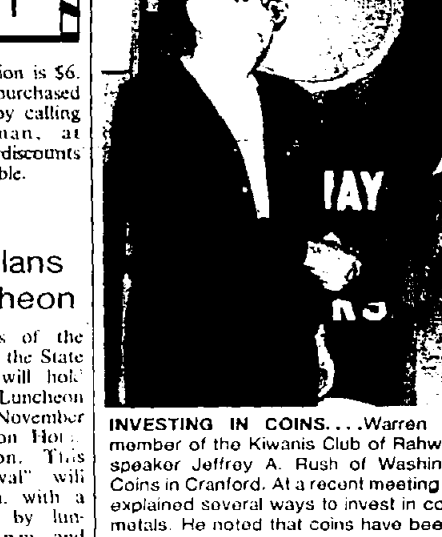 ion is $6.
purchased
by calling
man, at
discounts
ble.
lans
heon
s of the
the State
will hold
Luncheon
November
on
on. This
val" will
with a
by lun-
and
IAY
INVESTING IN COINS....Warren
member of the Kiwanis Club of Rahw
speaker Jeffrey A. Rush of Washin
Coins in Cranford. At a recent meeting
explained several ways to invest in co
metals. He noted that coins have bee